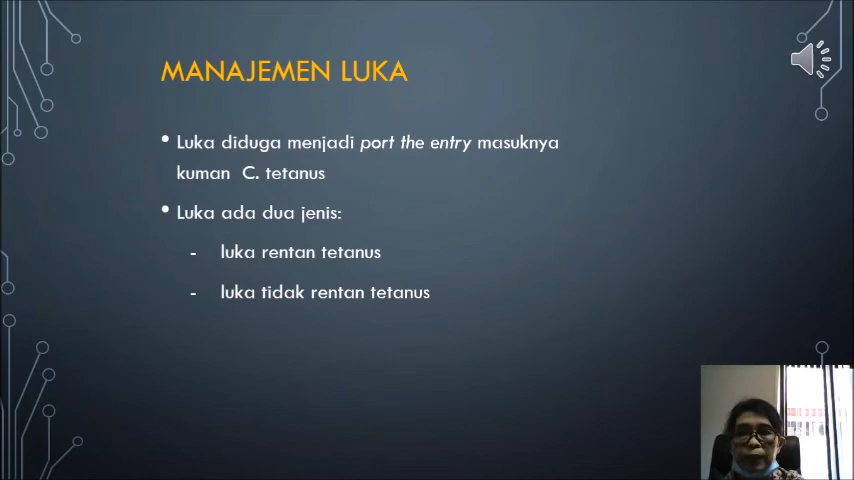 MANAJEMEN LUKA
• Luka diduga menjadi port the entry masuknya
kuman C. tetanus
• Luka ada dua jenis:
- luka rentan tetanus
- luka tidak rentan tetanus